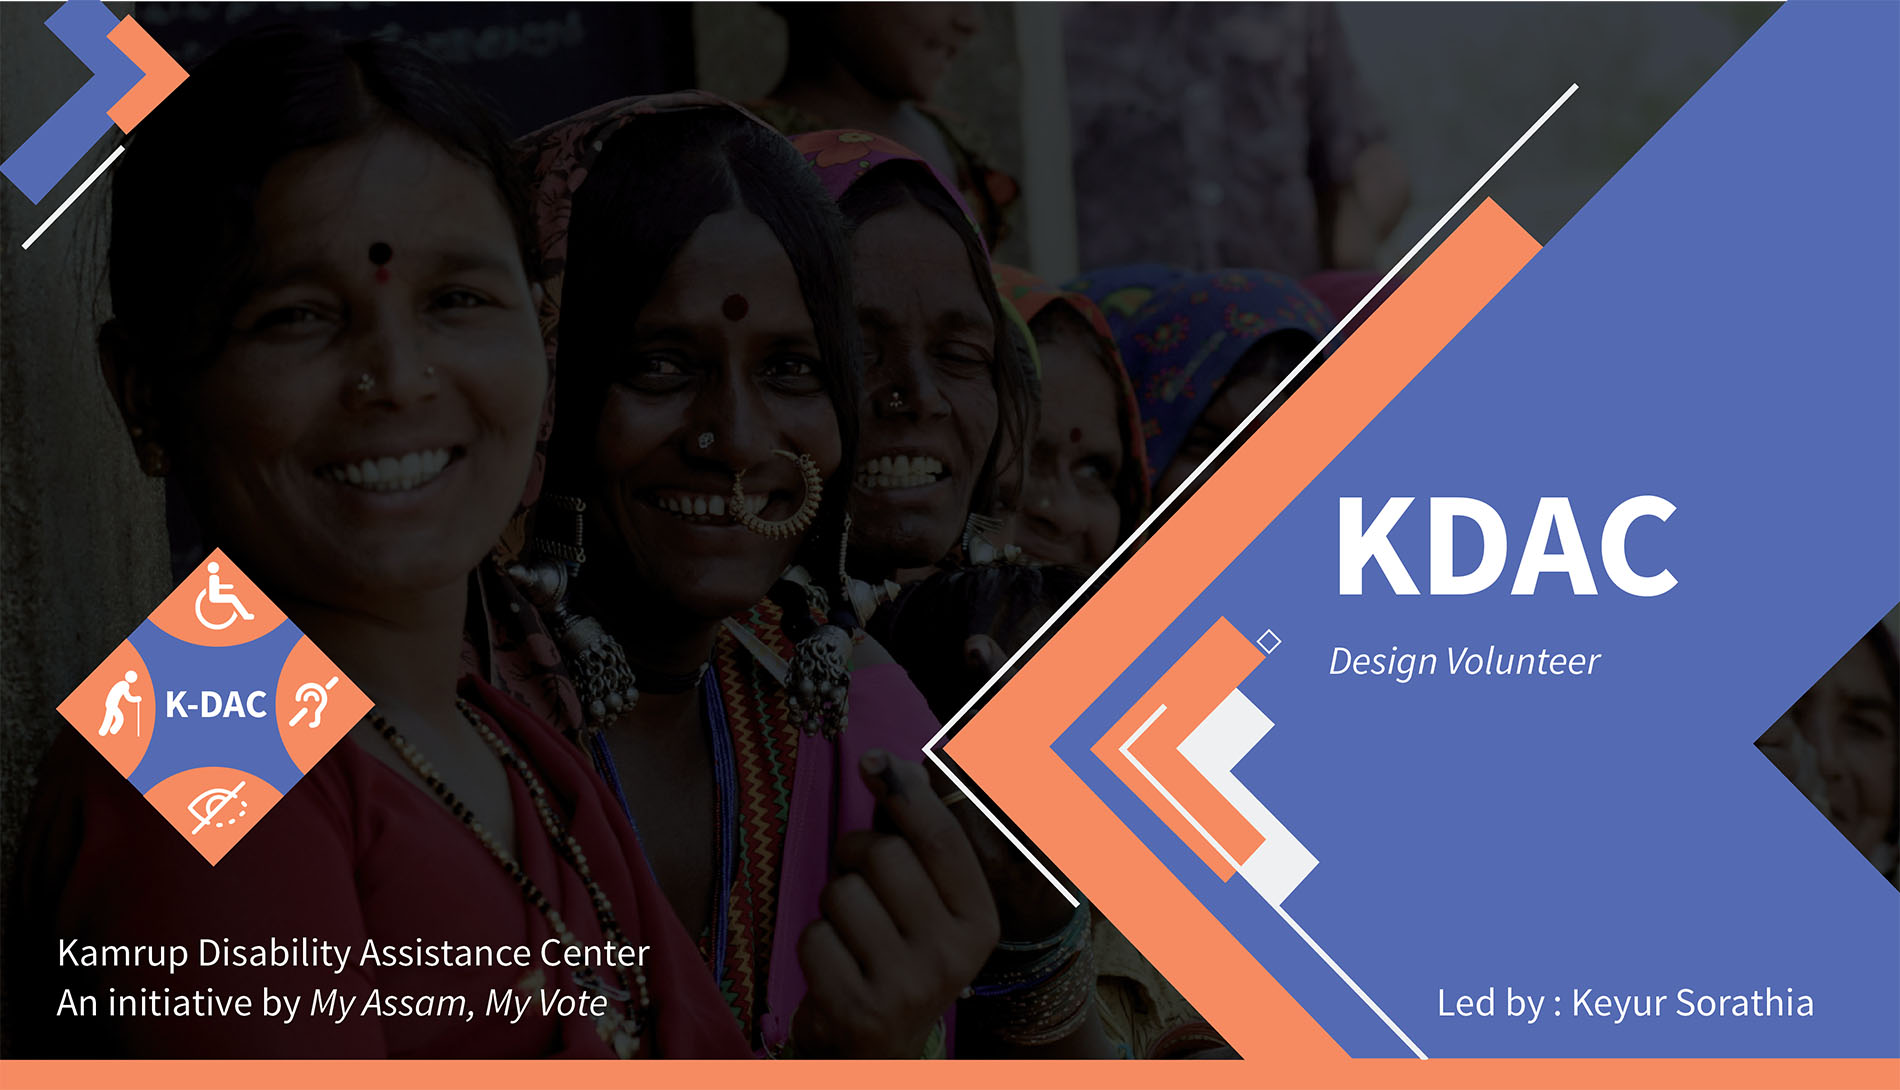 KDAC
Design Volunteer
K-DAC
Kamrup Disability Assistance Center
An initiative by My Assam, My Vote
Led by : Keyur Sorathia